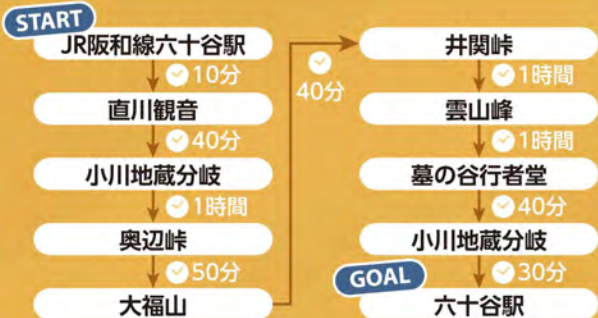 START
JR阪和線六十谷駅
10分
直川観音
40分
小川地蔵分岐
1時間
奥辺峠
50分
大福山
40分
井関峠
1時間
雲山峰
1時間
墓の谷行者堂
40分
小川地蔵分岐
30分
GOAL
六十谷駅